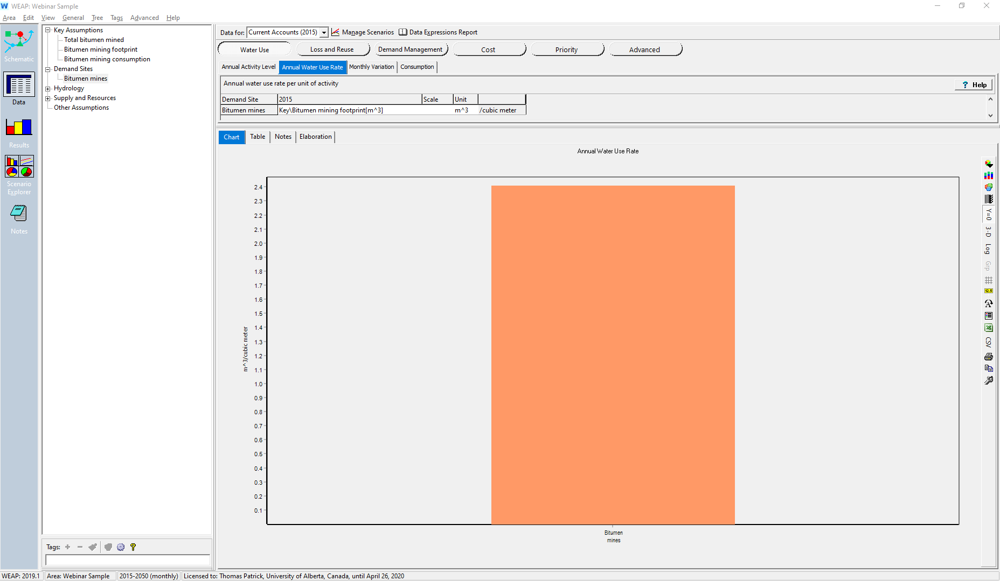 WEAP: Webinar Sample
Area Edit View General Tree Tags Advanced Help
Schematic
Data
Results
Scenario
Explorer
Notes
Key Assumptions
Total bitumen mined
Bitumen mining footprint
Bitumen mining consumption
Demand Sites
Bitumen mines
Hydrology
Supply and Resources
Other Assumptions
Tags:
Data for: Current Accounts (2015) Manage Scenarios Data Expressions Report
Water Use Loss and Reuse Demand Management Cost Priority Advanced
Annual Activity Level Annual Water Use Rate Monthly Variation Consumption
Annual water use rate per unit of activity ? Help
Demand Site 2015 Scale Unit
Bitumen mines Key\Bitumen mining footprint[m^3] m^3 /cubic meter
Chart Table Notes Elaboration
Annual Water Use Rate
2.4
2.3
2.2
2.1
2.0
1.9
1.8
1.7
1.6
1.5
1.4
1.3
1.2
1.1
1.0
0.9
0.8
0.7
0.6
0.5
0.4
0.3
0.2
0.1
m^3/cubic meter
Bitumen
mines
Y=0
3-D
Log
Grp
12.5
A
CSV
WEAP: 2019.1 Area: Webinar Sample 2015-2050 (monthly) Licensed to: Thomas Patrick, University of Alberta, Canada, until April 26, 2020